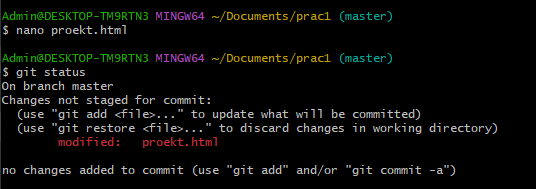 Admin@DESKTOP-TM9RTN3 MINGW64 ~/Documents/prac1 (master)
$ nano proekt.html
Admin@DESKTOP-TM9RTN3 MINGW64 ~/Documents/prac1 (master)
$ git status
On branch master
Changes not staged for commit:
  (use "git add <file>..." to update what will be committed)
  (use "git restore <file>..." to discard changes in working directory)
        modified:   proekt.html
no changes added to commit (use "git add" and/or "git commit -a")